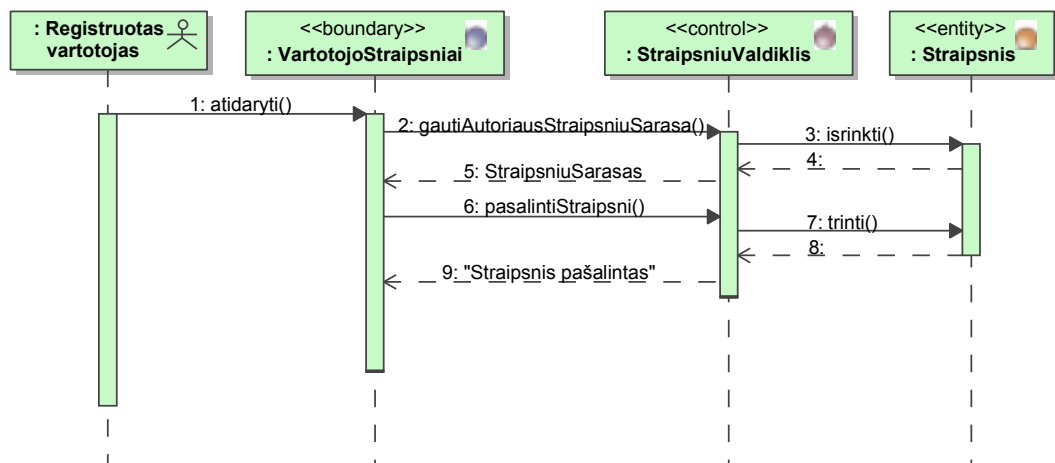 : Registruotas
vartotojas
<<boundary>>
: VartotojoStraipsniai
<<control>>
: StraipsniuValdiklis
<<entity>>
: Straipsnis
1: atidaryti()
2: gautiAutoriausStraipsniuSarasa()
3: isrinkti()
4:
5: StraipsniuSarasas
6: pasalintiStraipsni()
7: trinti()
8:
9: "Straipsnis pašalintas"